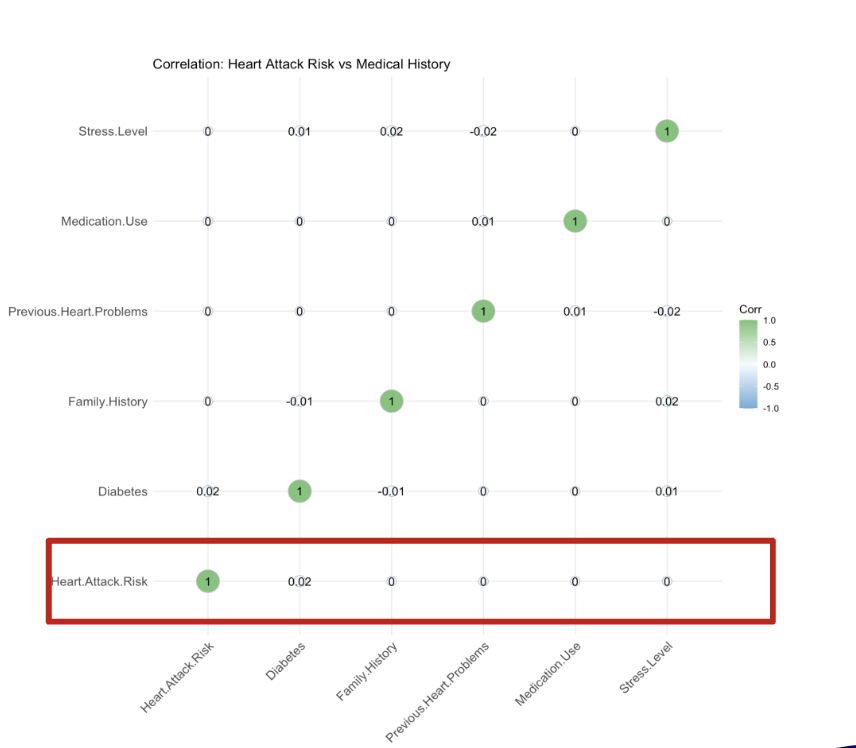 Correlation: Heart Attack Risk vs Medical History
Stress.Level 0 0.01 0.02 -0.02 0 1
Medication.Use 0 0 0 0.01 1 0
Previous.Heart.Problems 0 0 0 1 0.01 -0.02
Family.History 0 -0.01 1 0 0 0.02
Diabetes 0.02 1 -0.01 0 0 0.01
Heart.Attack.Risk 1 0.02 0 0 0 0
Heart.Attack.Risk Diabetes Family.History Previous.Heart.Problems Medication.Use Stress.Level
Corr
1.0
0.5
0.0
-0.5
-1.0